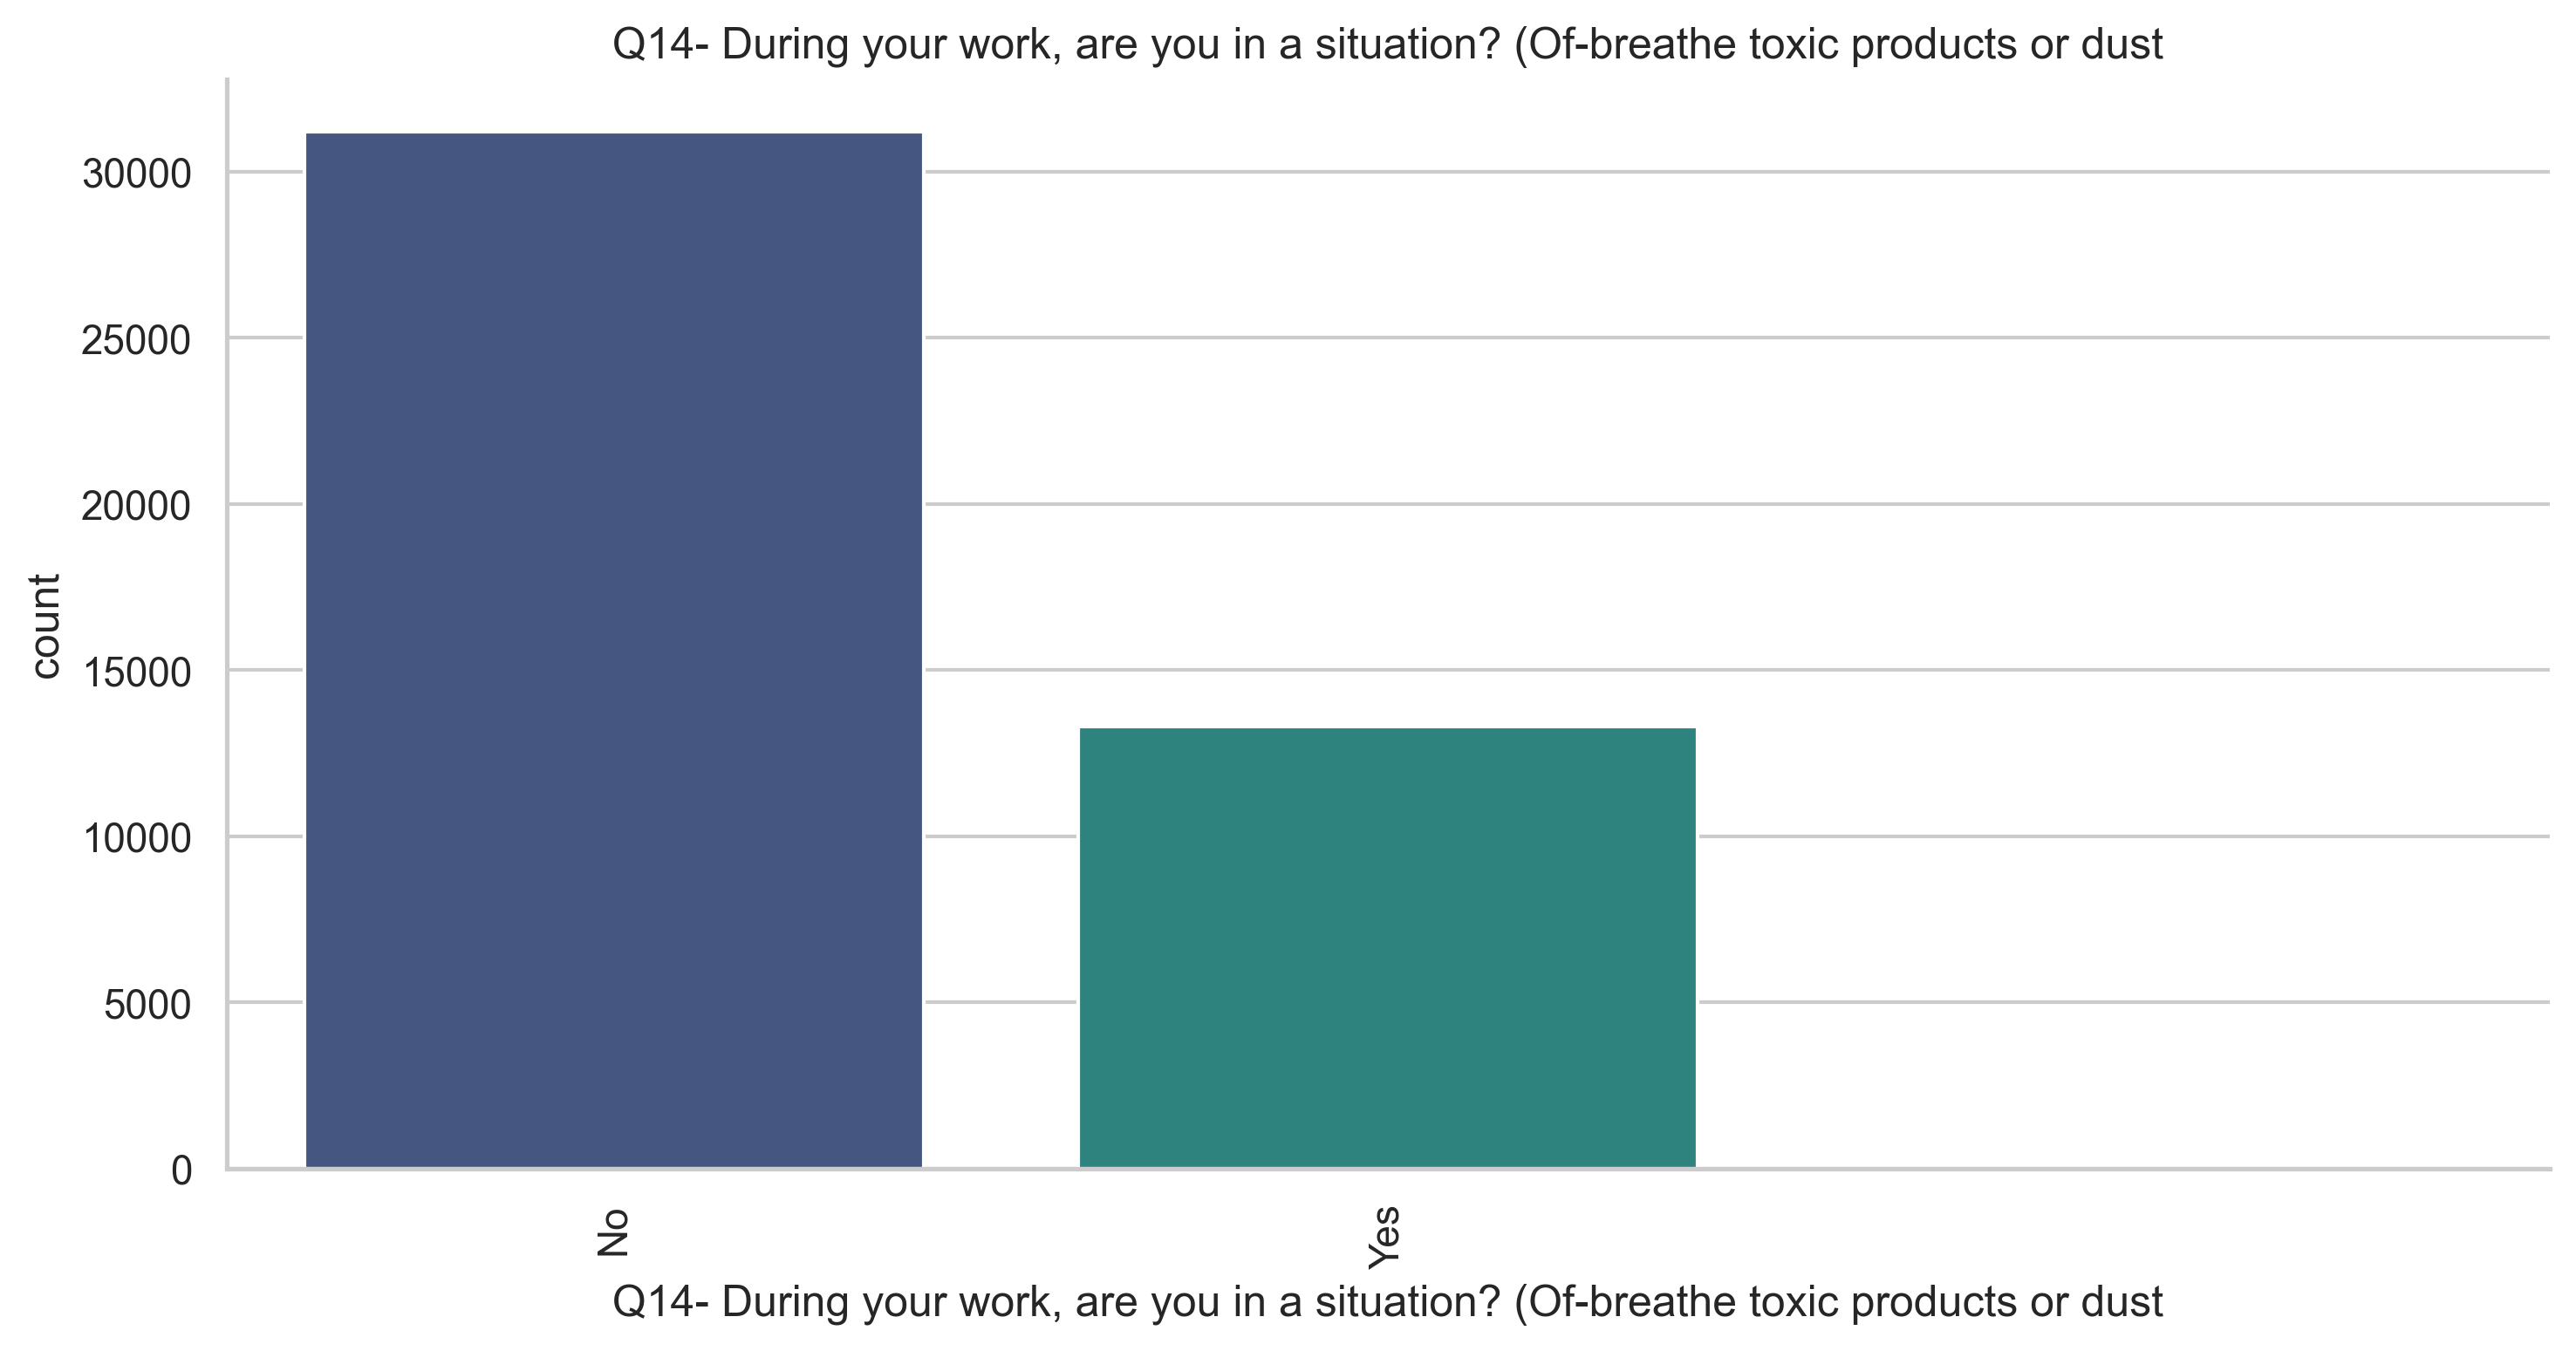 Q14- During your work, are you in a situation? (Of-breathe toxic products or dust
30000
25000
20000
15000
10000
5000
0
count
No
Yes
Q14- During your work, are you in a situation? (Of-breathe toxic products or dust